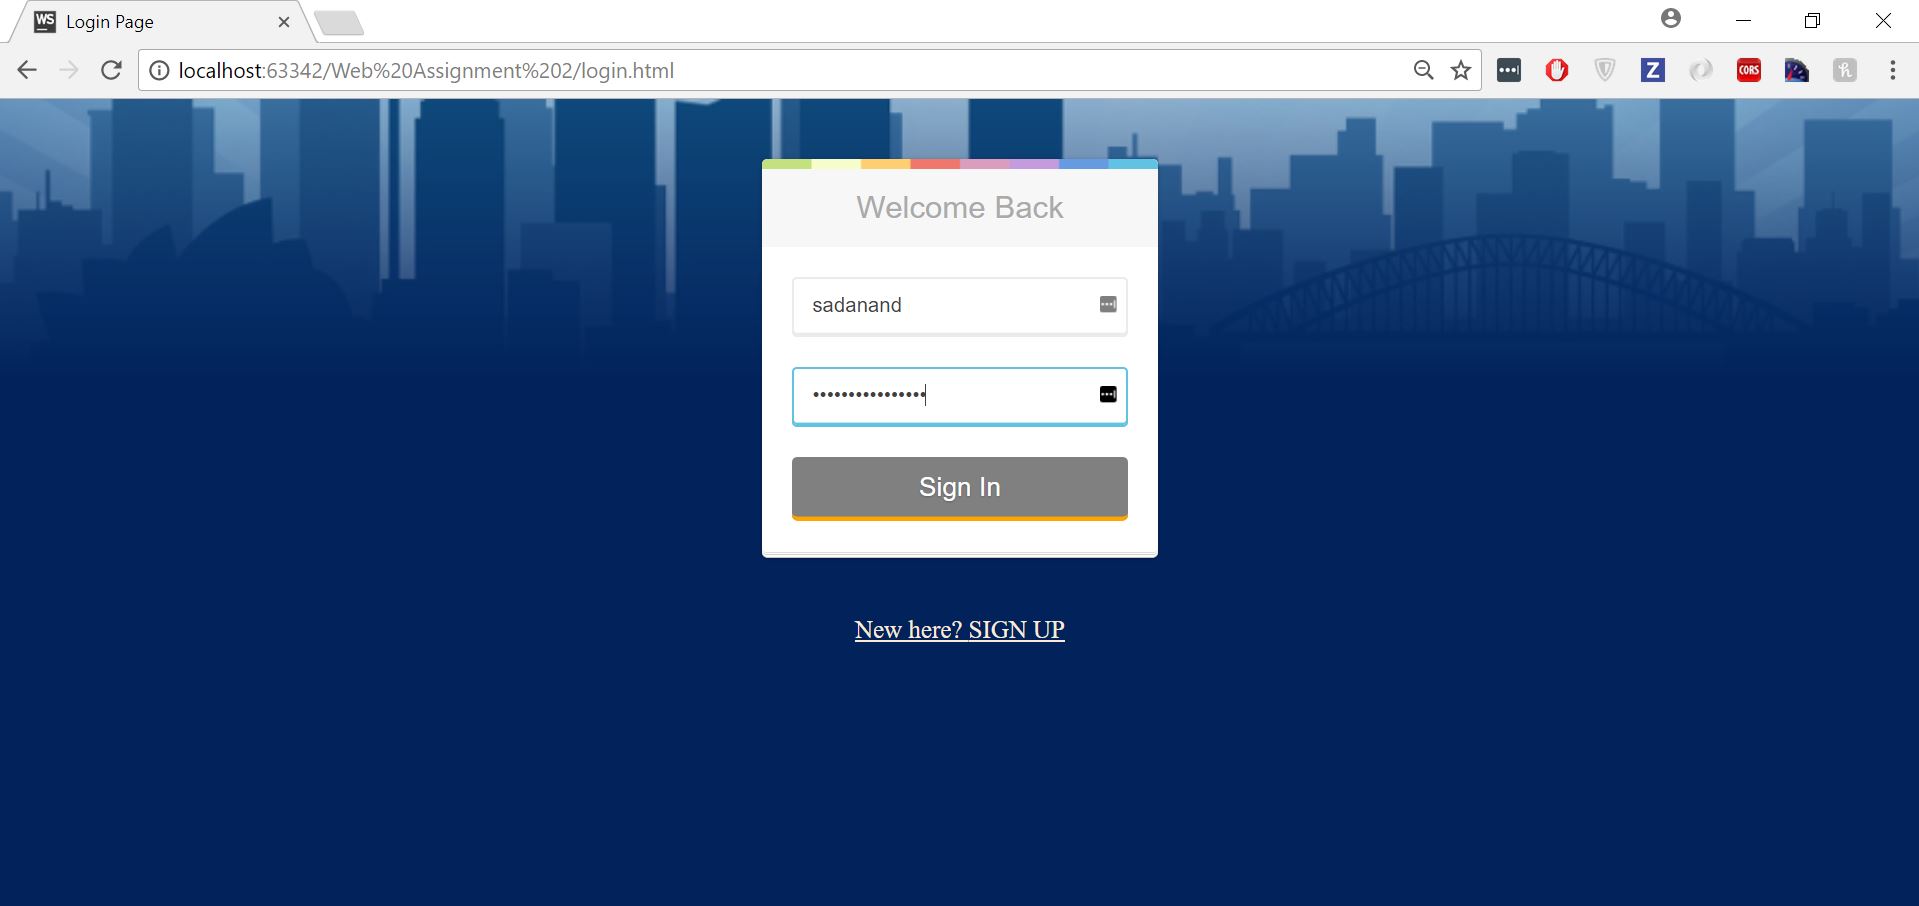 WS Login Page
localhost:63342/Web%20Assignment%202/login.html
Z
CORS
h
Welcome Back
sadanand
••••••••••••••••
Sign In
New here? SIGN UP